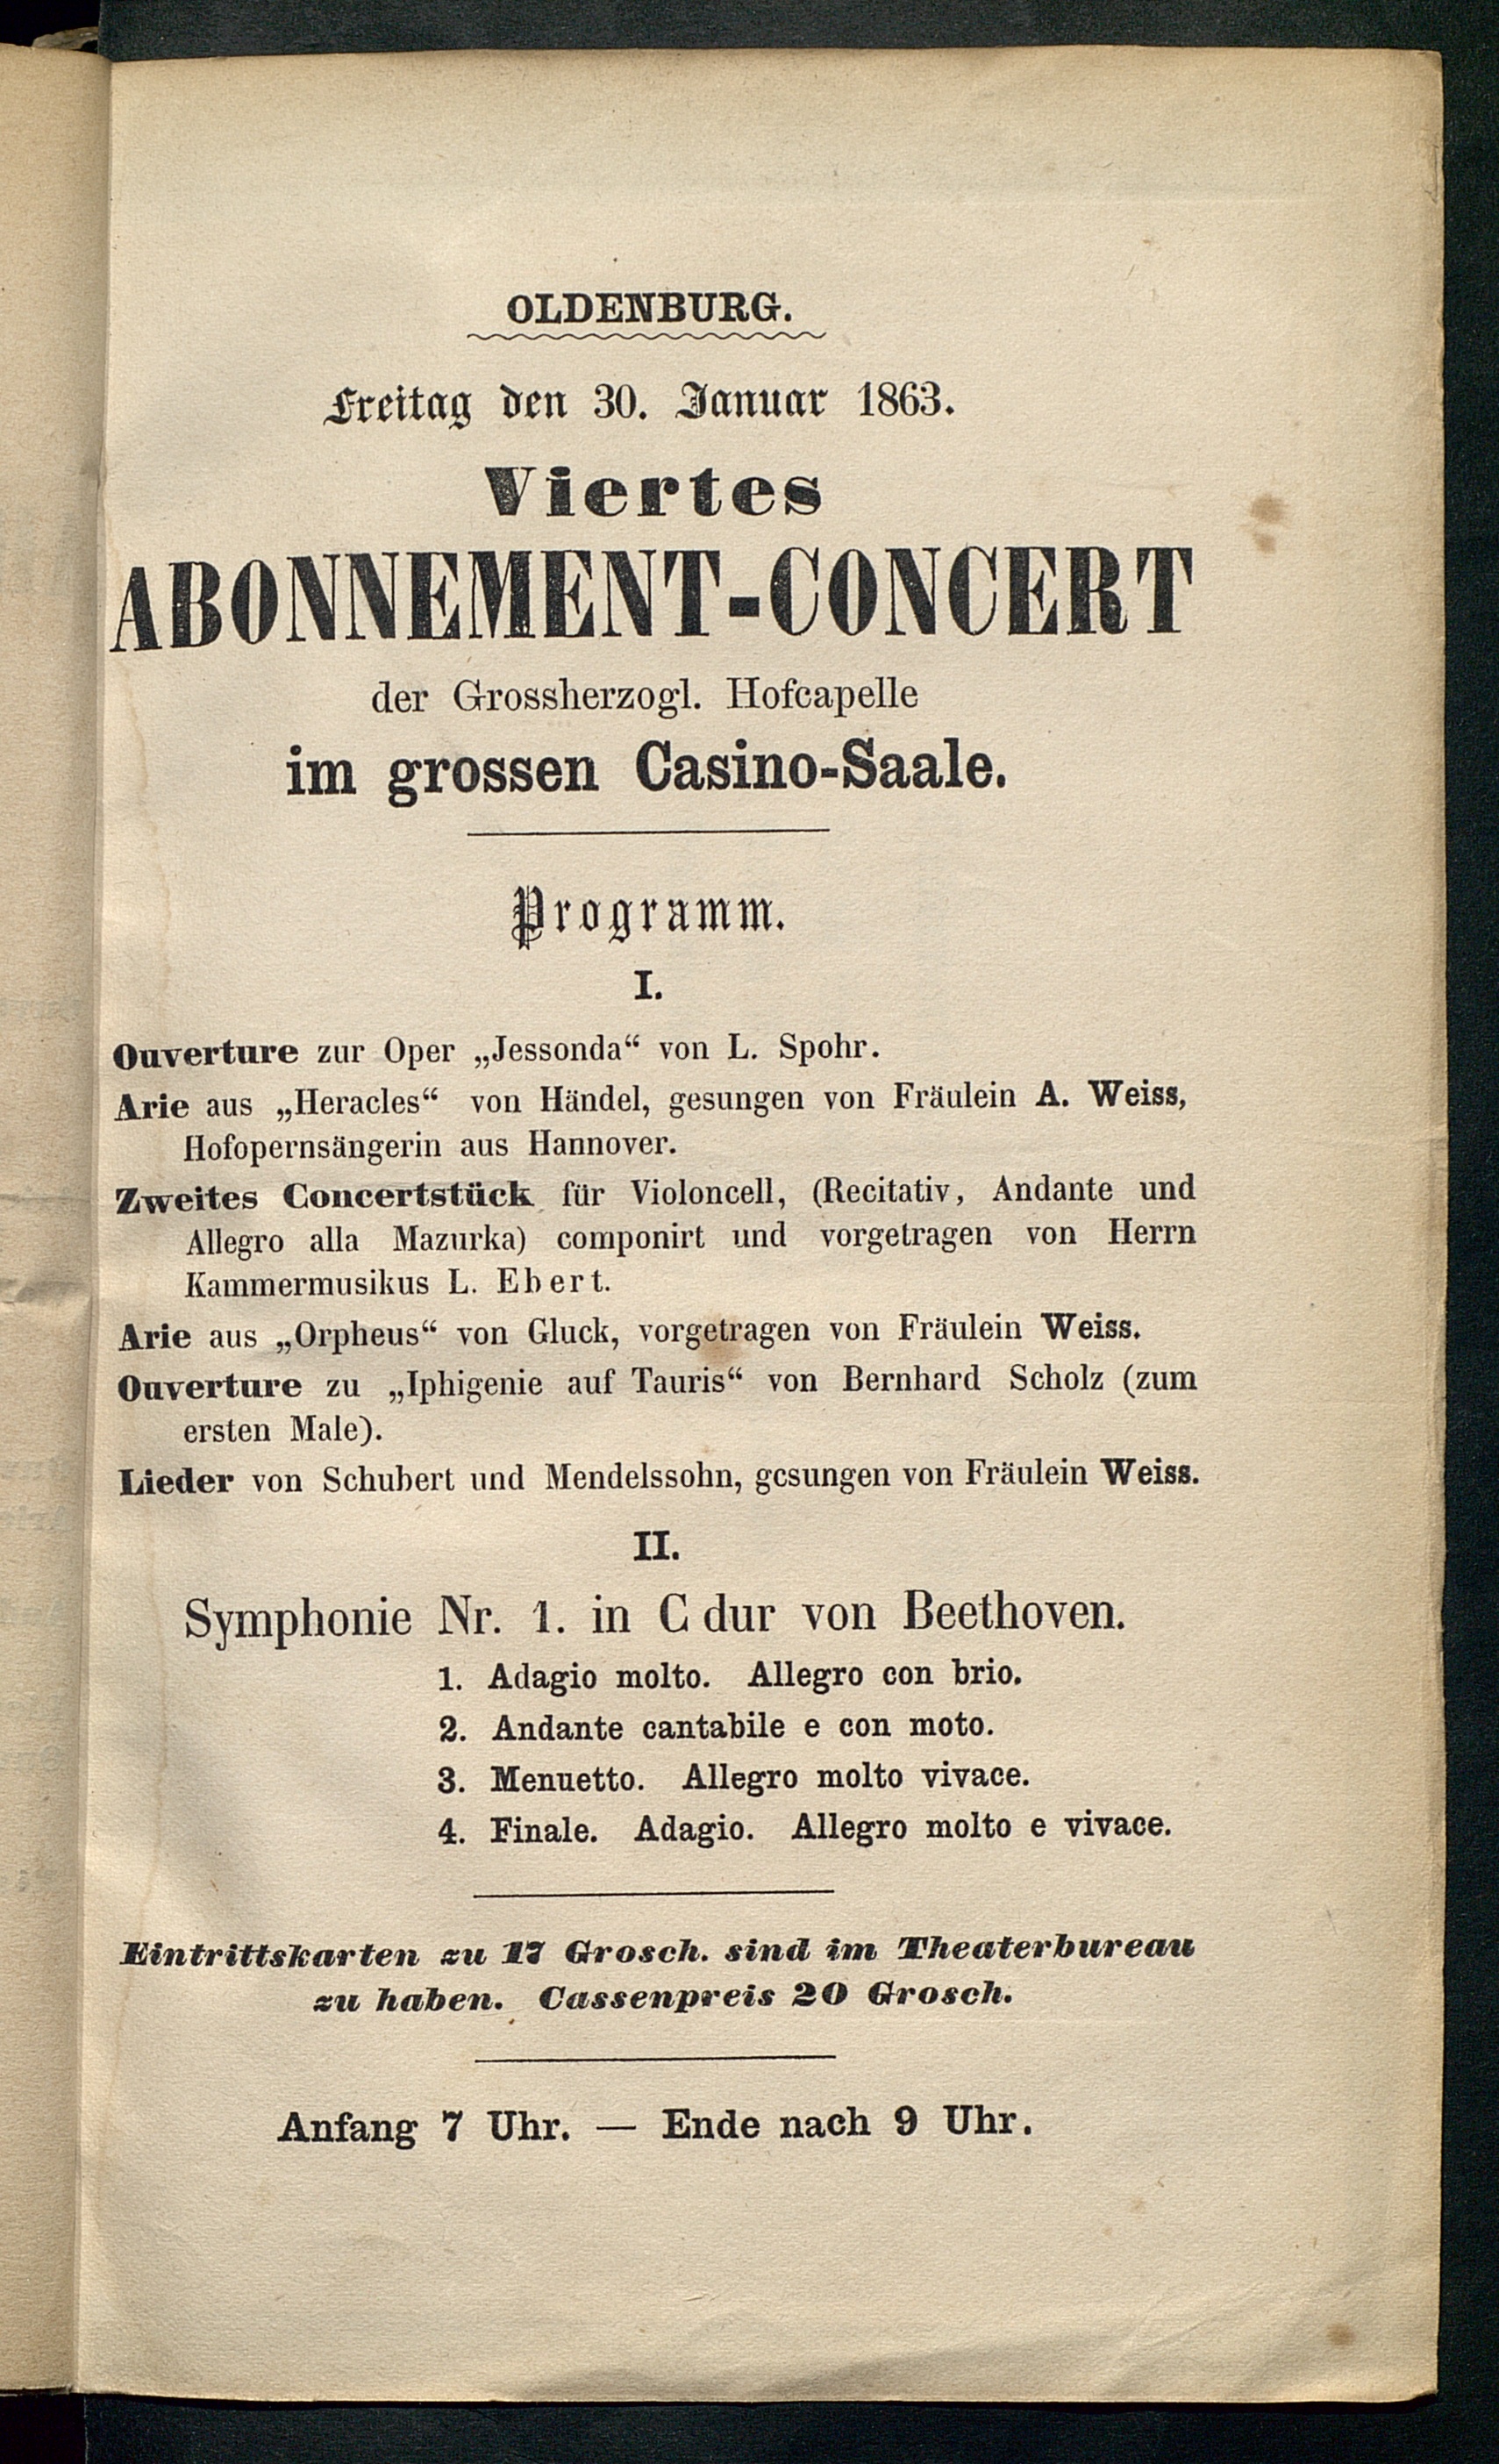 OLDENBURG.
Freitag den 30. Januar 1863.
Viertes
ABONNEMENT-CONCERT
der Grossherzogl. Hofcapelle
im grossen Casino-Saale.
Programm.
I.
Ouverture zur Oper „Jessonda“ von L. Spohr.
Arie aus „Heracles“ von Händel, gesungen von Fräulein A. Weiss,
Hofopernsängerin aus Hannover.
Zweites Concertstück für Violoncell, (Recitativ, Andante und
Allegro alla Mazurka) componirt und vorgetragen von Herrn
Kammermusikus L. Ebert.
Arie aus „Orpheus“ von Gluck, vorgetragen von Fräulein Weiss.
Ouverture zu „Iphigenie auf Tauris“ von Bernhard Scholz (zum
ersten Male).
Lieder von Schubert und Mendelssohn, gesungen von Fräulein Weiss.
II.
Symphonie Nr. 1. in C dur von Beethoven.
1. Adagio molto. Allegro con brio.
2. Andante cantabile e con moto.
3. Menuetto. Allegro molto vivace.
4. Finale. Adagio. Allegro molto e vivace.
Eintrittskarten zu 17 Grosch. sind im Theaterbureau
zu haben. Cassenpreis 20 Grosch.
Anfang 7 Uhr. — Ende nach 9 Uhr.